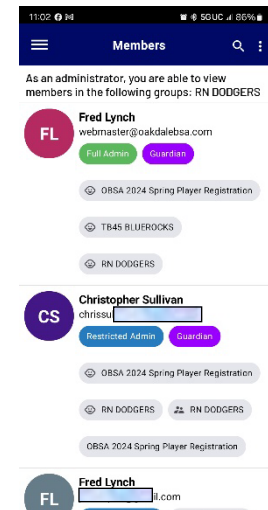 11:02
5GUC 86%
Members
As an administrator, you are able to view
members in the following groups: RN DODGERS
FL
Fred Lynch
webmaster@oakdalebsa.com
Full Admin Guardian
OBSA 2024 Spring Player Registration
TB45 BLUEROCKS
RN DODGERS
CS
Christopher Sullivan
chrissu
Restricted Admin Guardian
OBSA 2024 Spring Player Registration
RN DODGERS RN DODGERS
OBSA 2024 Spring Player Registration
FL
Fred Lynch
il.com